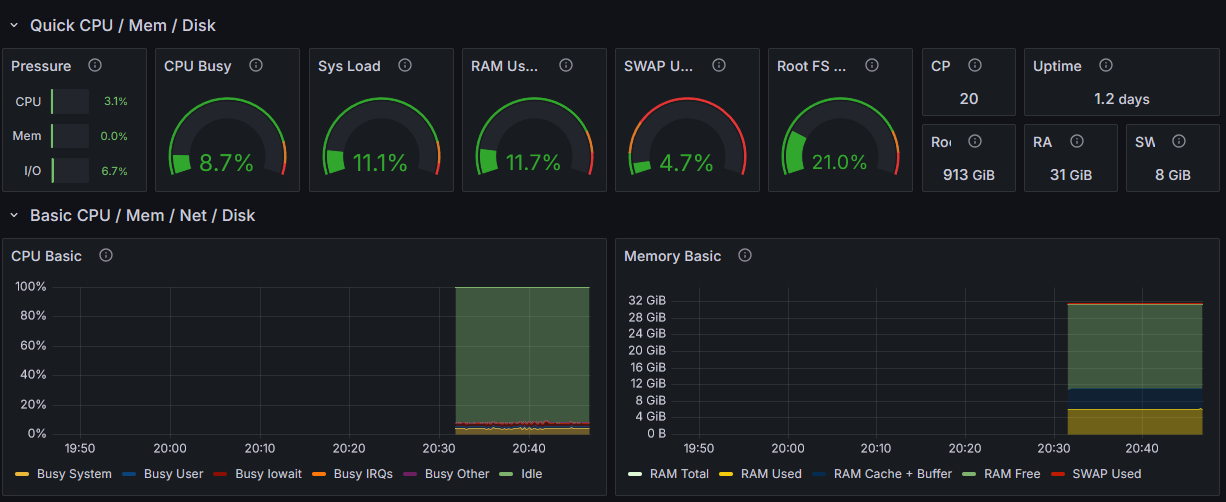 Quick CPU / Mem / Disk
Pressure
CPU 3.1%
Mem 0.0%
I/O 6.7%
CPU Busy
8.7%
Sys Load
11.1%
RAM Us...
11.7%
SWAP U...
4.7%
Root FS ...
21.0%
CP
20
Uptime
1.2 days
Ro
913 GiB
RA
31 GiB
SW
8 GiB
Basic CPU / Mem / Net / Disk
CPU Basic
100%
80%
60%
40%
20%
0%
19:50 20:00 20:10 20:20 20:30 20:40
Busy System Busy User Busy Iowait Busy IRQs Busy Other Idle
Memory Basic
32 GiB
28 GiB
24 GiB
20 GiB
16 GiB
12 GiB
8 GiB
4 GiB
0 B
19:50 20:00 20:10 20:20 20:30 20:40
RAM Total RAM Used RAM Cache + Buffer RAM Free SWAP Used